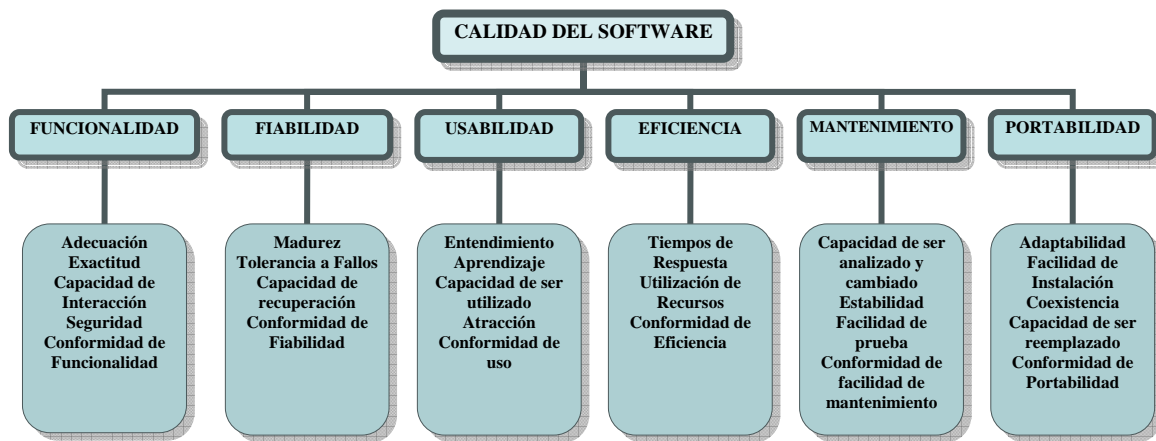 CALIDAD DEL SOFTWARE
FUNCIONALIDAD
FIABILIDAD
USABILIDAD
EFICIENCIA
MANTENIMIENTO
PORTABILIDAD
Adecuación
Exactitud
Capacidad de
Interacción
Seguridad
Conformidad de
Funcionalidad
Madurez
Tolerancia a Fallos
Capacidad de
recuperación
Conformidad de
Fiabilidad
Entendimiento
Aprendizaje
Capacidad de ser
utilizado
Atracción
Conformidad de
uso
Tiempos de
Respuesta
Utilización de
Recursos
Conformidad de
Eficiencia
Capacidad de ser
analizado y
cambiado
Estabilidad
Facilidad de
prueba
Conformidad de
facilidad de
mantenimiento
Adaptabilidad
Facilidad de
Instalación
Coexistencia
Capacidad de ser
reemplazado
Conformidad de
Portabilidad